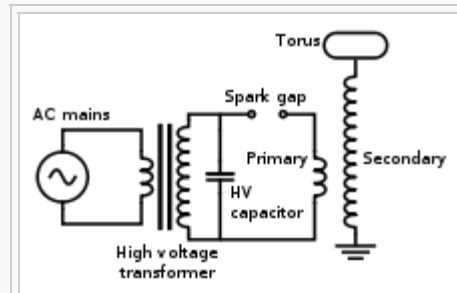 Torus
Spark gap
AC mains
Primary
Secondary
HV
capacitor
High voltage
transformer